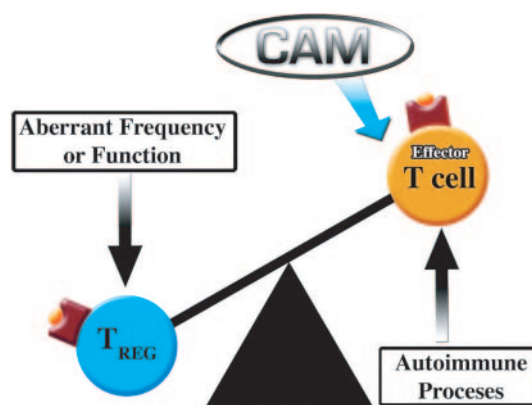 CAM
Aberrant Frequency
or Function
Effector
T cell
TREG
Autoimmune
Proceses